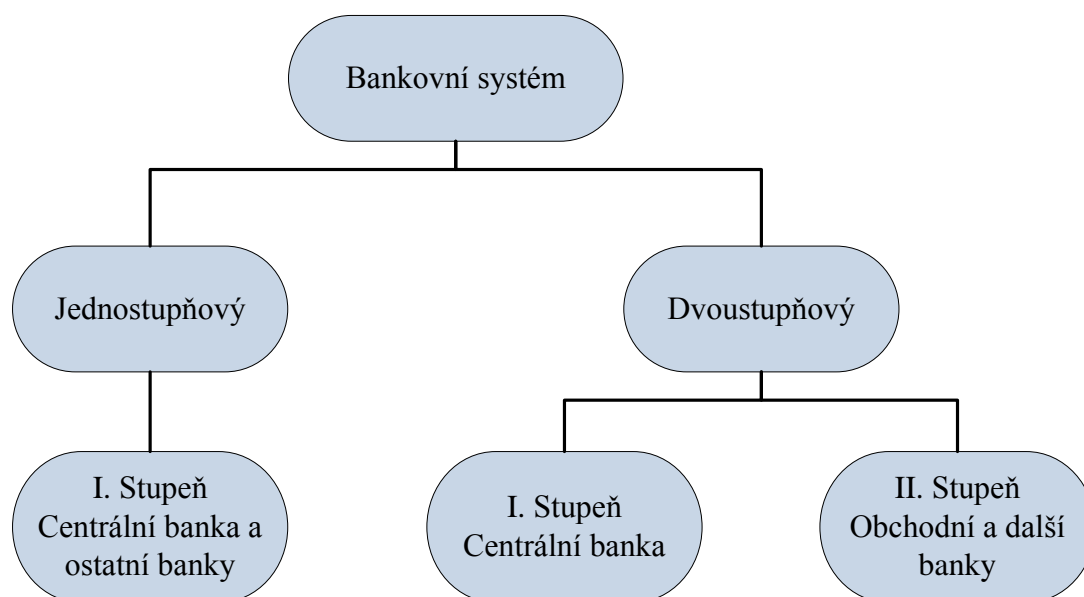 Bankovní systém
Jednostupňový
Dvoustupňový
I. Stupeň
Centrální banka a
ostatní banky
I. Stupeň
Centrální banka
II. Stupeň
Obchodní a další
banky